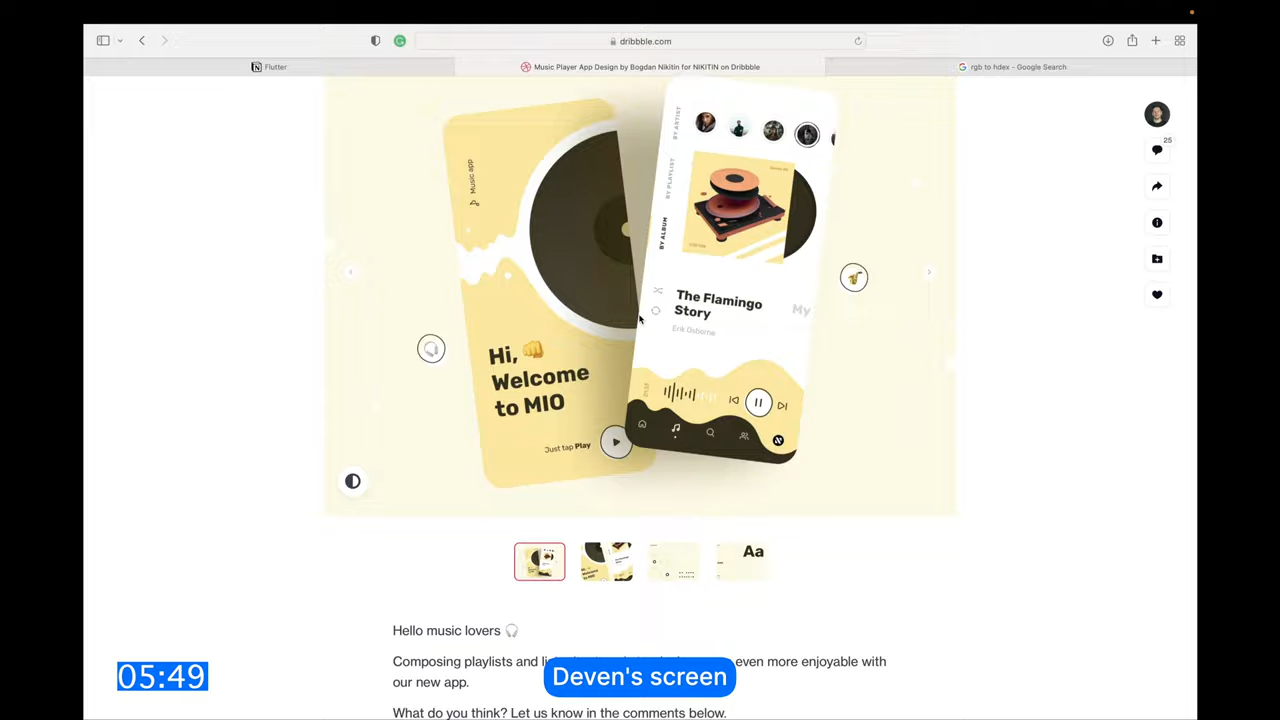 dribbble.com
Flutter
Music Player App Design by Bogdan Nikitin for NIKITIN on Dribbble
rgb to hdex - Google Search
25
Music app
BY ARTIST
BY PLAYLIST
BY ALBUM
The Flamingo
Story
My
Erik Osborne
Hi, 👊
Welcome
to MIO
Just tap Play
Aa
Hello music lovers 🎧
Composing playlists and
even more enjoyable with
our new app.
What do you think? Let us know in the comments below.
05:49
Deven's screen